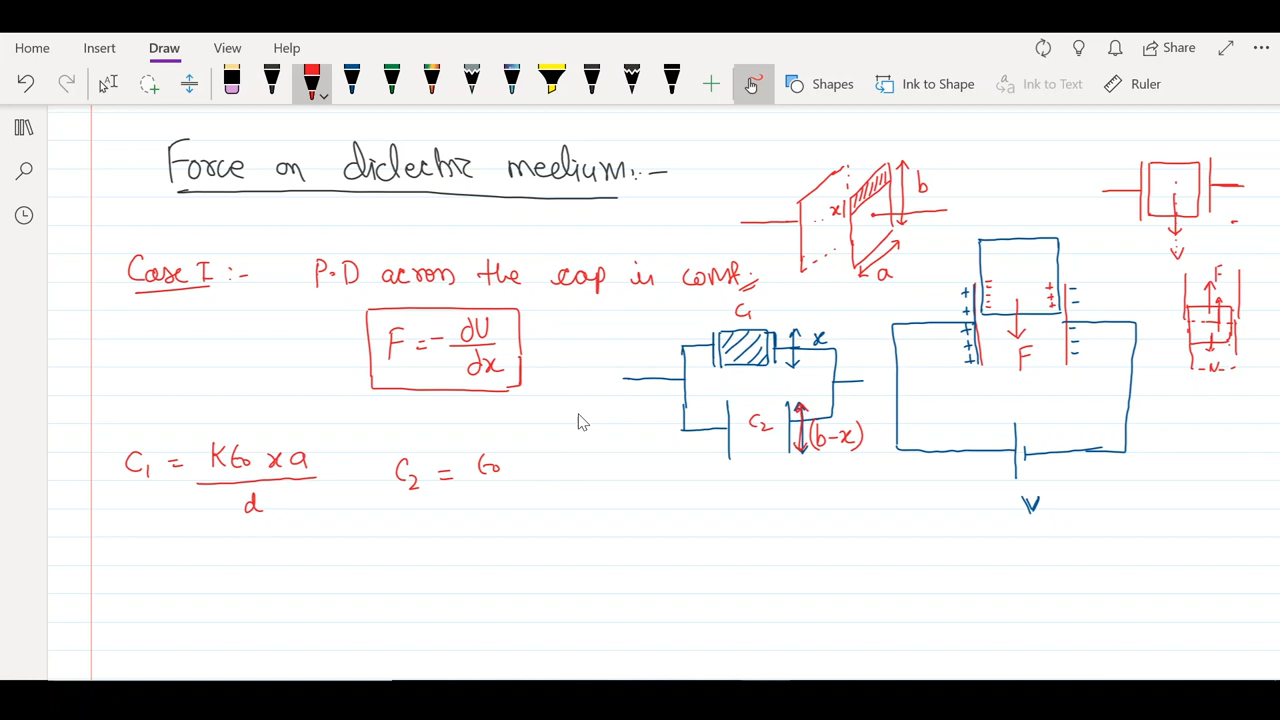 Home Insert Draw View Help Share
Shapes Ink to Shape Ink to Text Ruler
Force on dielectric medium:-
Case I :- P.D across the cap is const.
F = - dU/dx
C₁ = Kε₀ x a / d C₂ = ε₀
x
b
a
C₁
x
C₂
(b-x)
+ + + + +
- - - -
+ + +
- - - - -
F
V
F